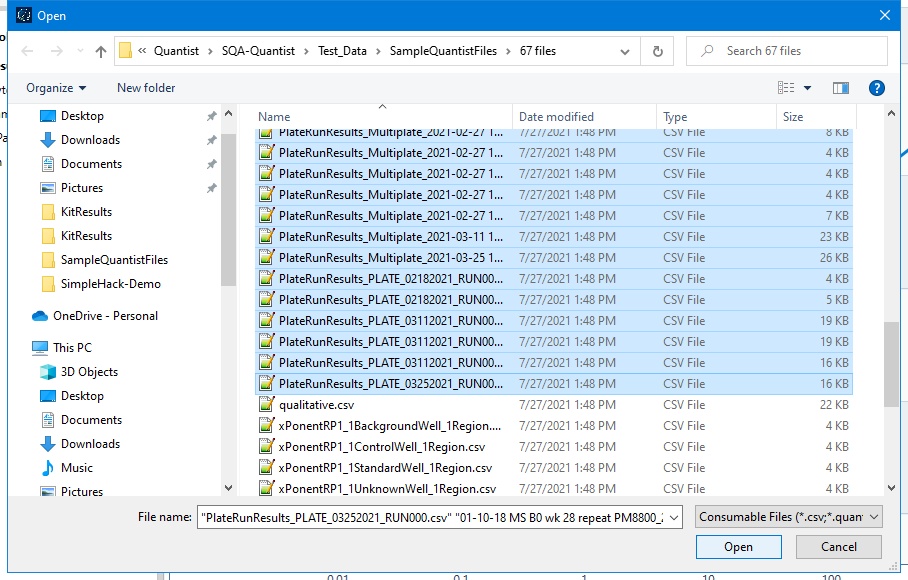 Open
« Quantist > SQA-Quantist > Test_Data > SampleQuantistFiles > 67 files
Search 67 files
Organize
New folder
Desktop
Downloads
Documents
Pictures
KitResults
KitResults
SampleQuantistFiles
SimpleHack-Demo
OneDrive - Personal
This PC
3D Objects
Desktop
Documents
Downloads
Music
Pictures
Name Date modified Type Size
PlateRunResults_Multiplate_2021-02-27 1... 7/27/2021 1:48 PM CSV File 8 KB
PlateRunResults_Multiplate_2021-02-27 1... 7/27/2021 1:48 PM CSV File 4 KB
PlateRunResults_Multiplate_2021-02-27 1... 7/27/2021 1:48 PM CSV File 4 KB
PlateRunResults_Multiplate_2021-02-27 1... 7/27/2021 1:48 PM CSV File 4 KB
PlateRunResults_Multiplate_2021-02-27 1... 7/27/2021 1:48 PM CSV File 7 KB
PlateRunResults_Multiplate_2021-03-11 1... 7/27/2021 1:48 PM CSV File 23 KB
PlateRunResults_Multiplate_2021-03-25 1... 7/27/2021 1:48 PM CSV File 26 KB
PlateRunResults_PLATE_02182021_RUN00... 7/27/2021 1:48 PM CSV File 4 KB
PlateRunResults_PLATE_02182021_RUN00... 7/27/2021 1:48 PM CSV File 5 KB
PlateRunResults_PLATE_03112021_RUN00... 7/27/2021 1:48 PM CSV File 19 KB
PlateRunResults_PLATE_03112021_RUN00... 7/27/2021 1:48 PM CSV File 19 KB
PlateRunResults_PLATE_03112021_RUN00... 7/27/2021 1:48 PM CSV File 16 KB
PlateRunResults_PLATE_03252021_RUN00... 7/27/2021 1:48 PM CSV File 16 KB
qualitative.csv 7/27/2021 1:48 PM CSV File 22 KB
xPonentRP1_1BackgroundWell_1Region.... 7/27/2021 1:48 PM CSV File 4 KB
xPonentRP1_1ControlWell_1Region.csv 7/27/2021 1:48 PM CSV File 4 KB
xPonentRP1_1StandardWell_1Region.csv 7/27/2021 1:48 PM CSV File 4 KB
xPonentRP1_1UnknownWell_1Region.csv 7/27/2021 1:48 PM CSV File 4 KB
File name: "PlateRunResults_PLATE_03252021_RUN000.csv" "01-10-18 MS B0 wk 28 repeat PM8800_
Consumable Files (*.csv;*.quan
Open Cancel
0.01 0.1 1 10 100